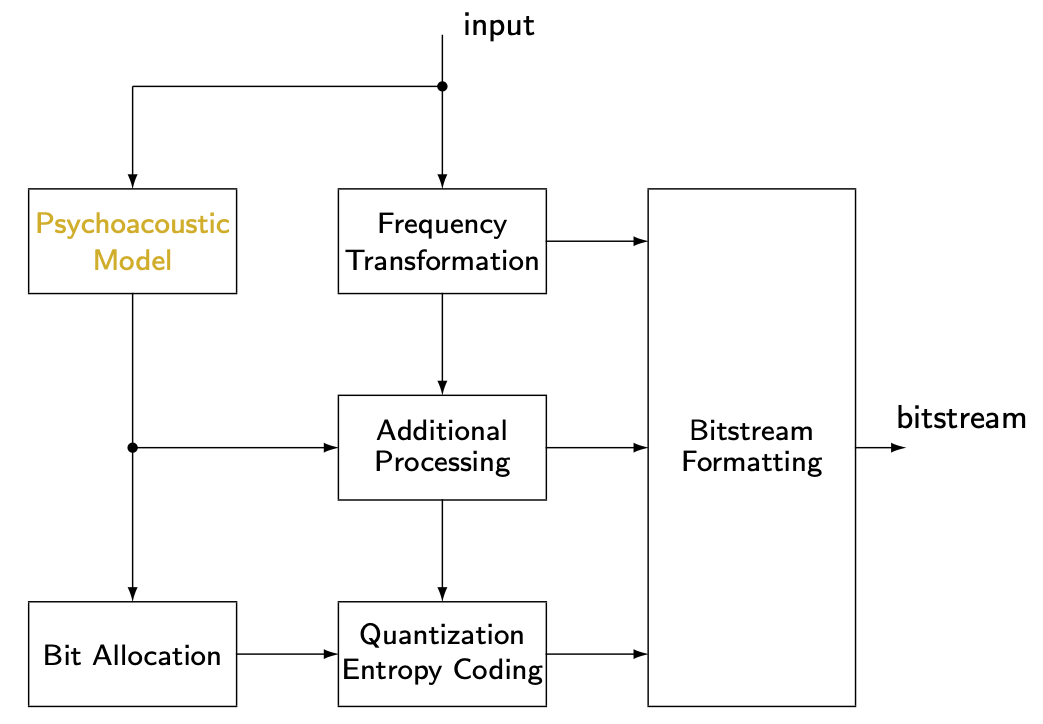 input
Psychoacoustic
Model
Frequency
Transformation
Additional
Processing
Bitstream
Formatting
bitstream
Bit Allocation
Quantization
Entropy Coding